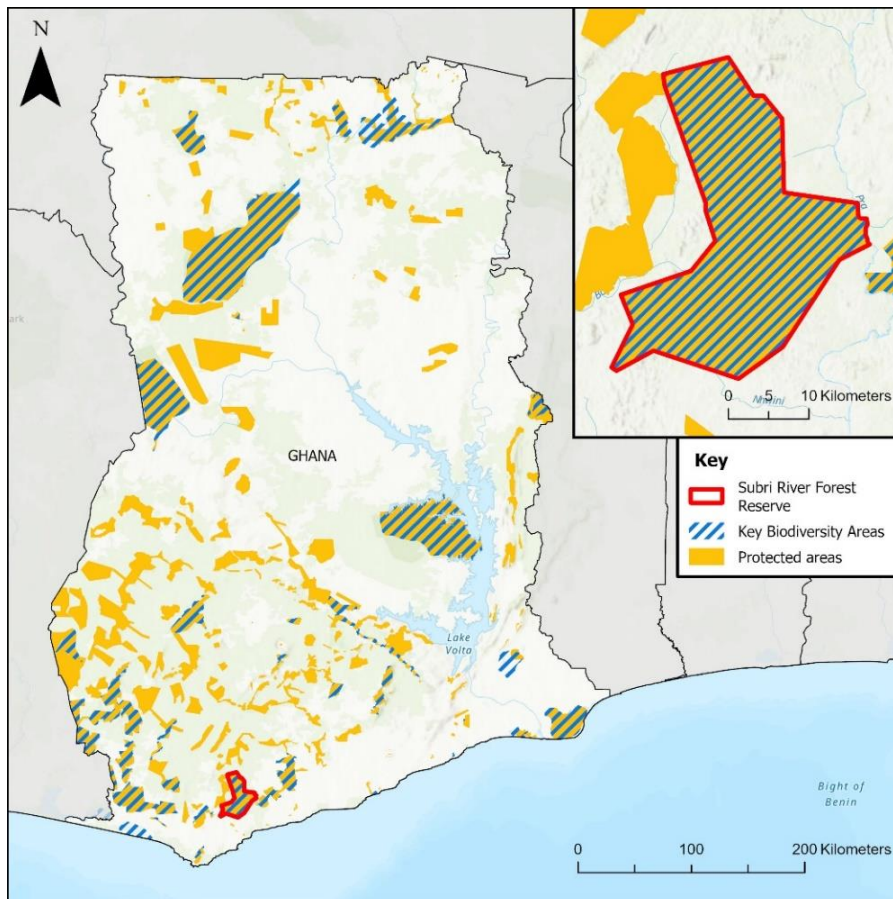 N
GHANA
Lake
Volta
Bight of
Benin
0 100 200 Kilometers
Pra
0 5 10 Kilometers
Key
Subri River Forest
Reserve
Key Biodiversity Areas
Protected areas